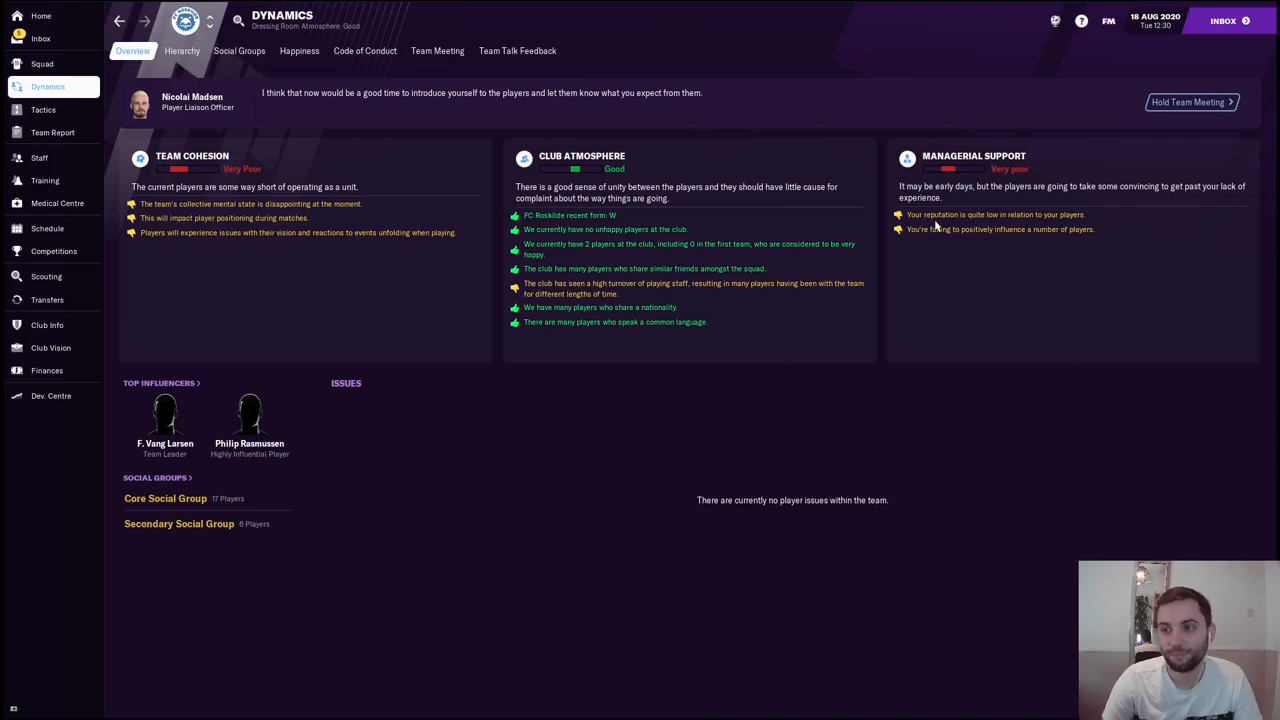 Home
DYNAMICS
Dressing Room Atmosphere: Good
FM
18 AUG 2020
Tue 12:30
INBOX
5
Inbox
Squad
Dynamics
Tactics
Team Report
Staff
Training
Medical Centre
Schedule
Competitions
Scouting
Transfers
Club Info
Club Vision
Finances
Dev. Centre
Overview
Hierarchy
Social Groups
Happiness
Code of Conduct
Team Meeting
Team Talk Feedback
Nicolai Madsen
Player Liaison Officer
I think that now would be a good time to introduce yourself to the players and let them know what you expect from them.
Hold Team Meeting
TEAM COHESION
Very Poor
The current players are some way short of operating as a unit.
The team's collective mental state is disappointing at the moment.
This will impact player positioning during matches.
Players will experience issues with their vision and reactions to events unfolding when playing.
CLUB ATMOSPHERE
Good
There is a good sense of unity between the players and they should have little cause for
complaint about the way things are going.
FC Roskilde recent form: W
We currently have no unhappy players at the club.
We currently have 2 players at the club, including 0 in the first team, who are considered to be very
happy.
The club has many players who share similar friends amongst the squad.
The club has seen a high turnover of playing staff, resulting in many players having been with the team
for different lengths of time.
We have many players who share a nationality.
There are many players who speak a common language.
MANAGERIAL SUPPORT
Very poor
It may be early days, but the players are going to take some convincing to get past your lack of
experience.
Your reputation is quite low in relation to your players.
You're failing to positively influence a number of players.
TOP INFLUENCERS
F. Vang Larsen
Team Leader
Philip Rasmussen
Highly Influential Player
SOCIAL GROUPS
Core Social Group 17 Players
Secondary Social Group 6 Players
ISSUES
There are currently no player issues within the team.